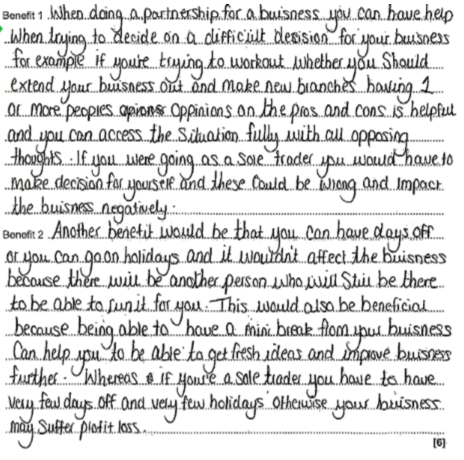 Benefit 1 When doing a partnership for a buisness you can have help
when trying to decide on a difficult desision for your buisness
for example if you're trying to workout whether you should
extend your buisness out and make new branches having 1
or more peoples opinions oppinions on the pros and cons is helpful
and you can access the situation fully with all opposing
thoughts. If you were going as a sole trader you would have to
make decision for yourself and these could be wrong and impact
the buisness negatively.
Benefit 2 Another benefit would be that you can have days off
or you can go on holidays and it wouldn't affect the buisness
because there will be another person who will still be there
to be able to run it for you. This would also be beneficial
because being able to have a mini break from your buisness
can help you to be able to get fresh ideas and improve buisness
further. Whereas if you're a sole trader you have to have
very few days off and very few holidays otherwise your buisness
may suffer profit loss.
[6]